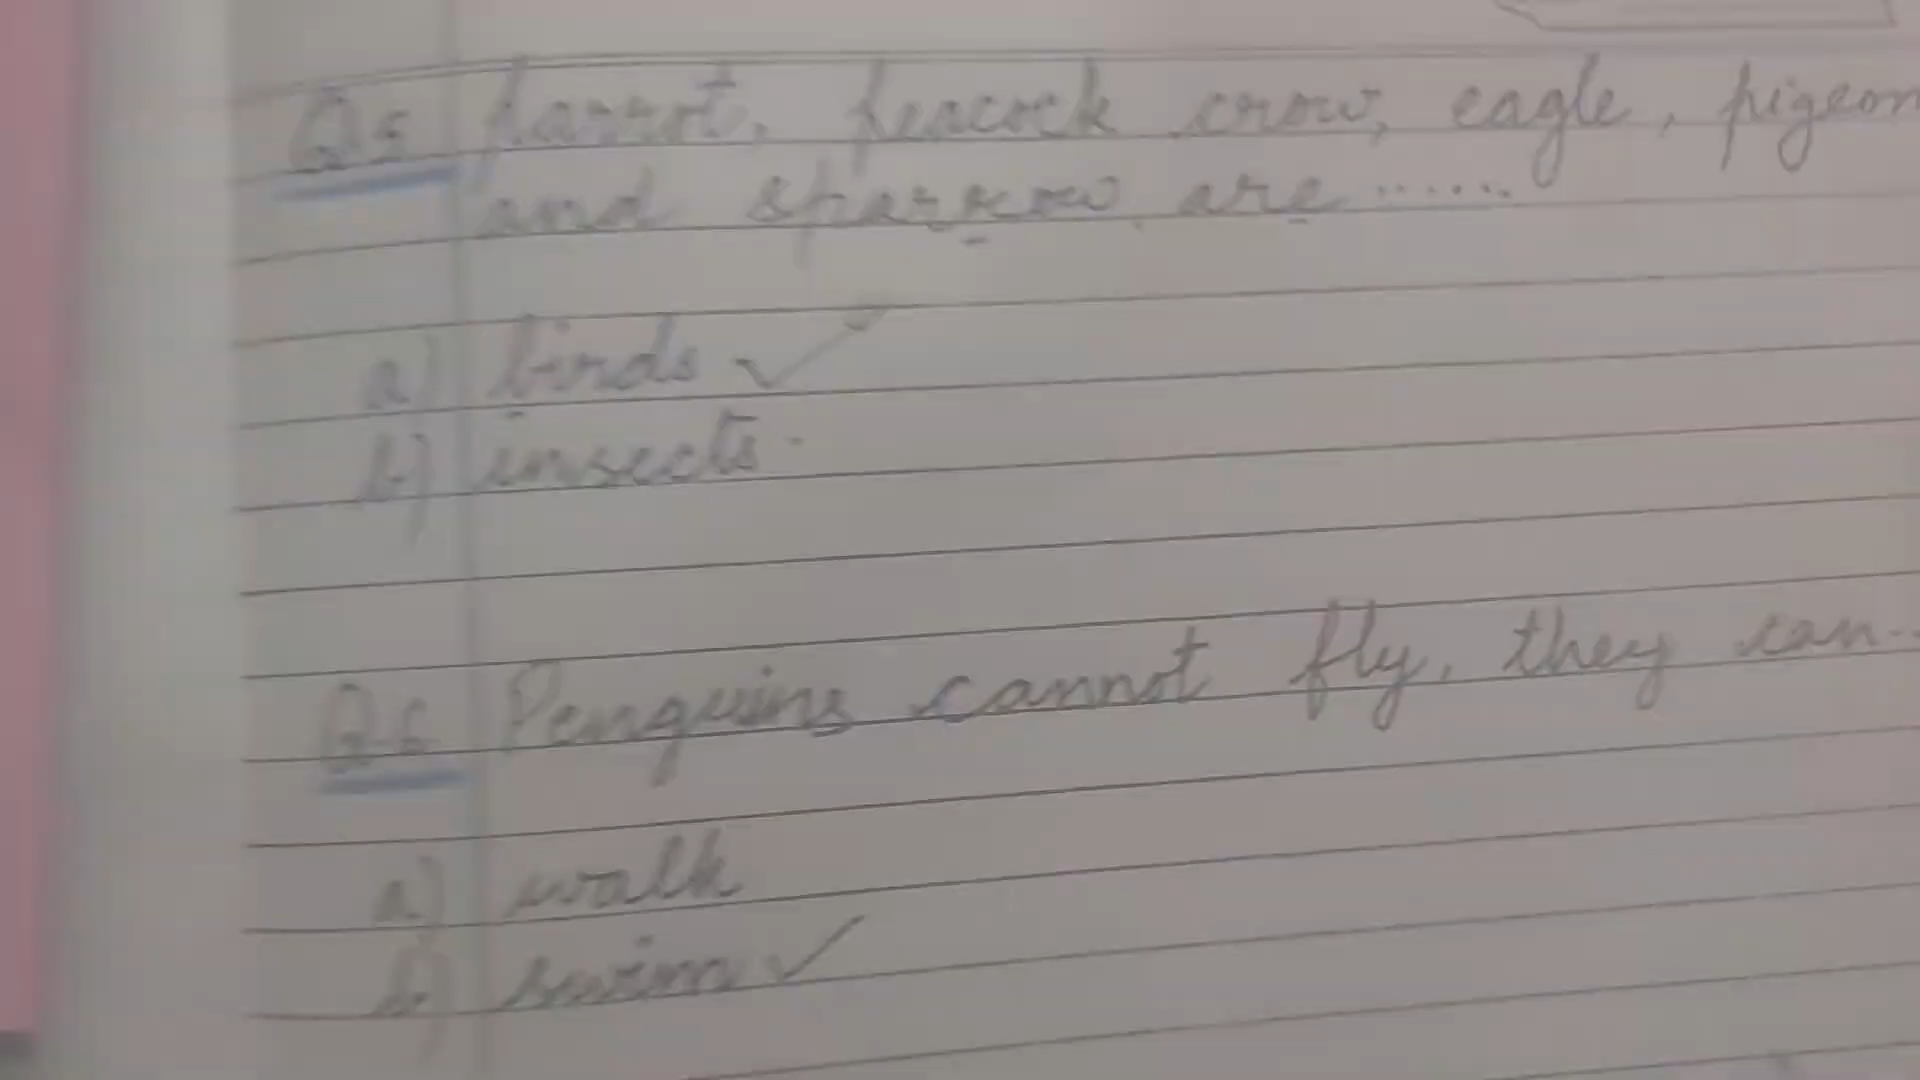 Q5 parrot, peacock crow, eagle, pigeon
and sparrow are ......
a) birds ✓
b) insects.
Q6 Penguins cannot fly, they can..
a) walk
b) swim ✓